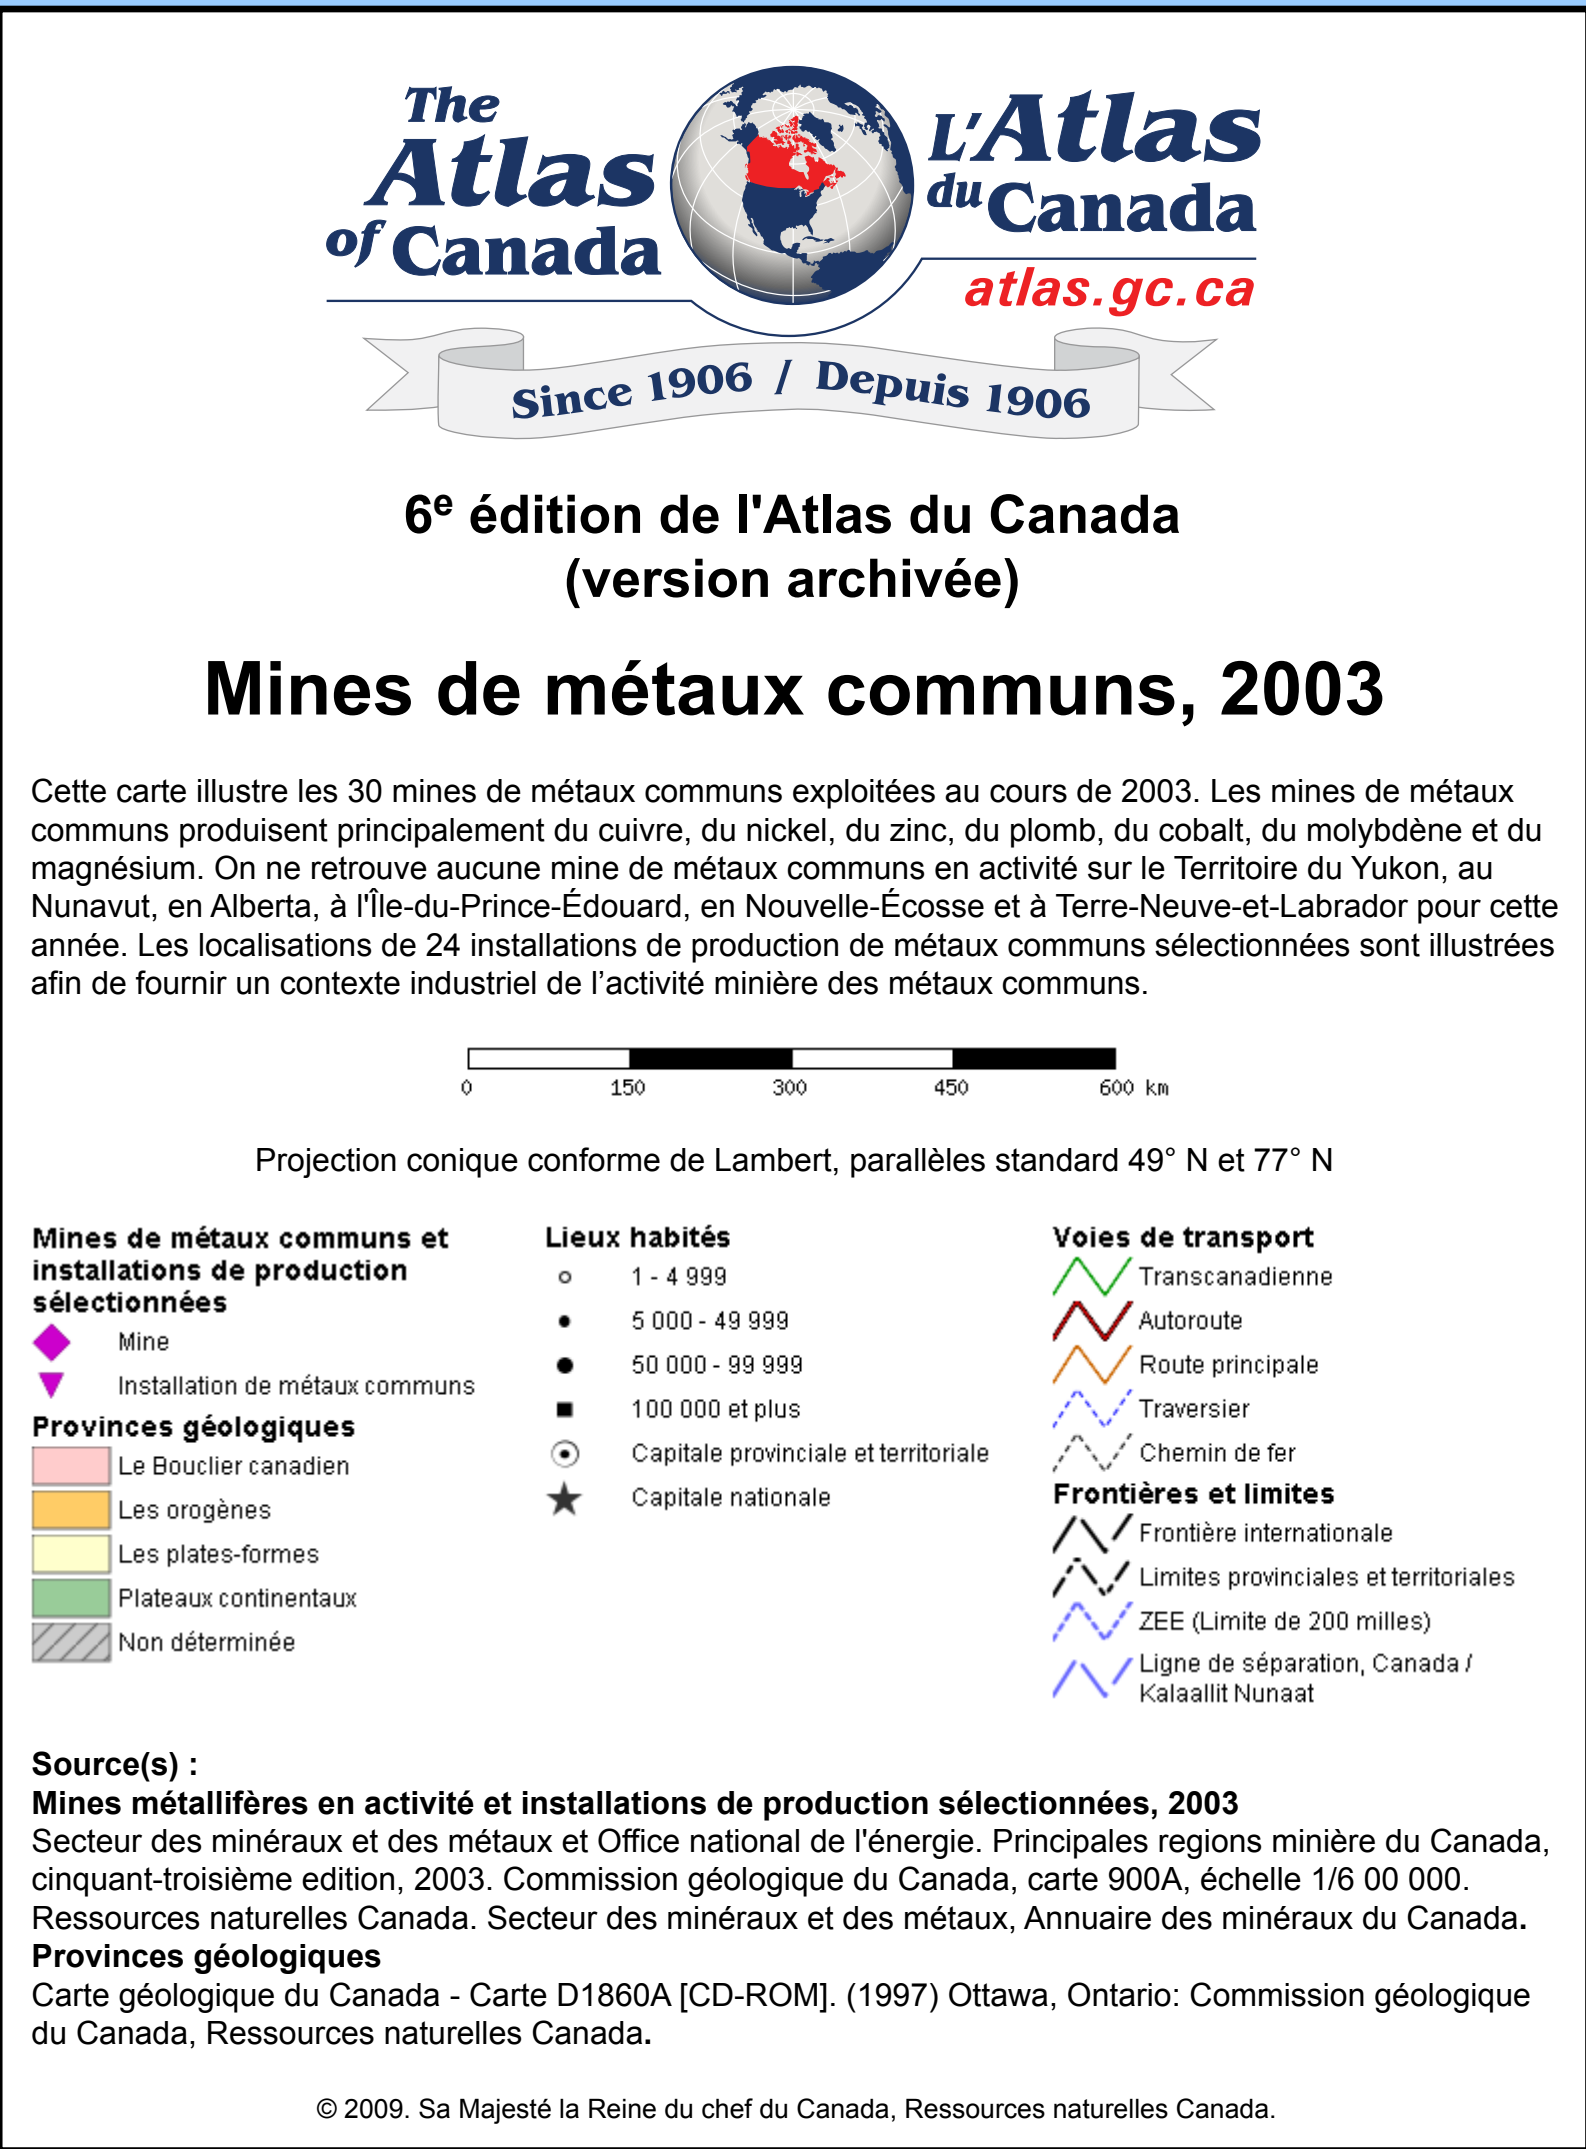 The
Atlas
of Canada
L'Atlas
du Canada
atlas.gc.ca
Since 1906 / Depuis 1906
6e édition de l'Atlas du Canada
(version archivée)
Mines de métaux communs, 2003
Cette carte illustre les 30 mines de métaux communs exploitées au cours de 2003. Les mines de métaux
communs produisent principalement du cuivre, du nickel, du zinc, du plomb, du cobalt, du molybdène et du
magnésium. On ne retrouve aucune mine de métaux communs en activité sur le Territoire du Yukon, au
Nunavut, en Alberta, à l'Île-du-Prince-Édouard, en Nouvelle-Écosse et à Terre-Neuve-et-Labrador pour cette
année. Les localisations de 24 installations de production de métaux communs sélectionnées sont illustrées
afin de fournir un contexte industriel de l’activité minière des métaux communs.
0 150 300 450 600 km
Projection conique conforme de Lambert, parallèles standard 49° N et 77° N
Mines de métaux communs et
installations de production
sélectionnées
Mine
Installation de métaux communs
Provinces géologiques
Le Bouclier canadien
Les orogènes
Les plates-formes
Plateaux continentaux
Non déterminée
Lieux habités
1 - 4 999
5 000 - 49 999
50 000 - 99 999
100 000 et plus
Capitale provinciale et territoriale
Capitale nationale
Voies de transport
Transcanadienne
Autoroute
Route principale
Traversier
Chemin de fer
Frontières et limites
Frontière internationale
Limites provinciales et territoriales
ZEE (Limite de 200 milles)
Ligne de séparation, Canada /
Kalaallit Nunaat
Source(s) :
Mines métallifères en activité et installations de production sélectionnées, 2003
Secteur des minéraux et des métaux et Office national de l'énergie. Principales regions minière du Canada,
cinquant-troisième edition, 2003. Commission géologique du Canada, carte 900A, échelle 1/6 00 000.
Ressources naturelles Canada. Secteur des minéraux et des métaux, Annuaire des minéraux du Canada.
Provinces géologiques
Carte géologique du Canada - Carte D1860A [CD-ROM]. (1997) Ottawa, Ontario: Commission géologique
du Canada, Ressources naturelles Canada.
© 2009. Sa Majesté la Reine du chef du Canada, Ressources naturelles Canada.